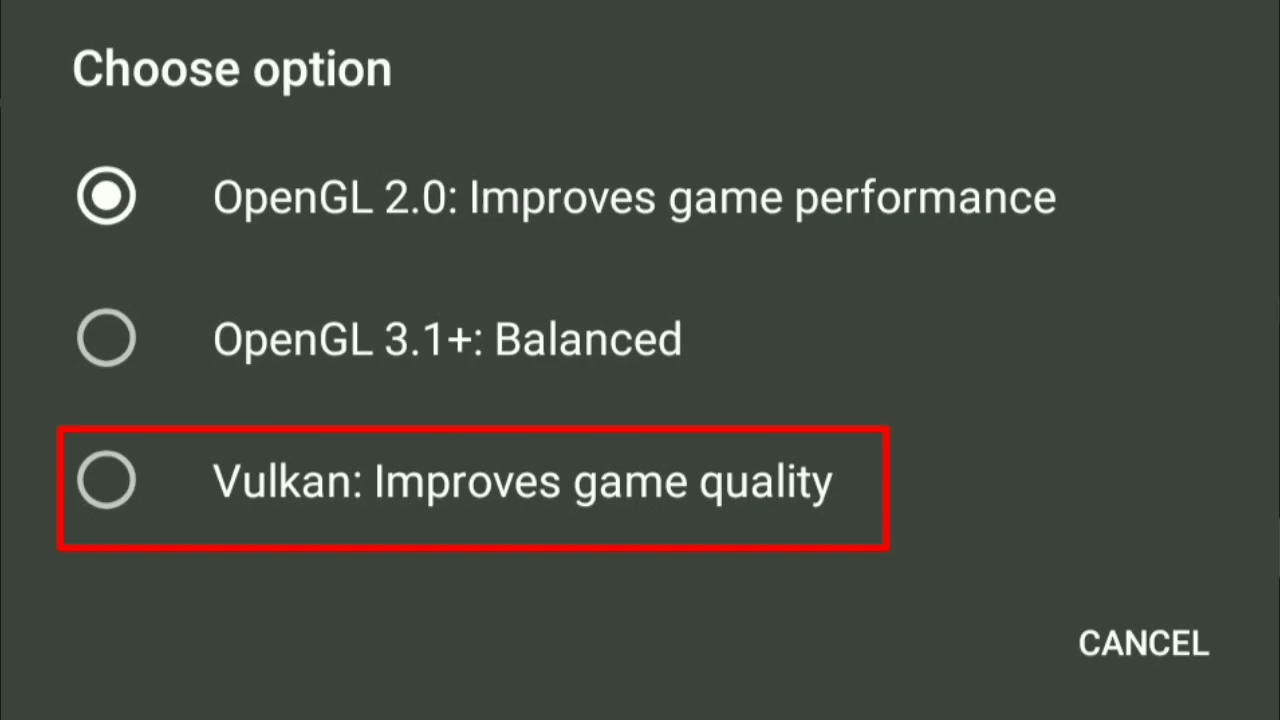 Choose option
OpenGL 2.0: Improves game performance
OpenGL 3.1+: Balanced
Vulkan: Improves game quality
CANCEL